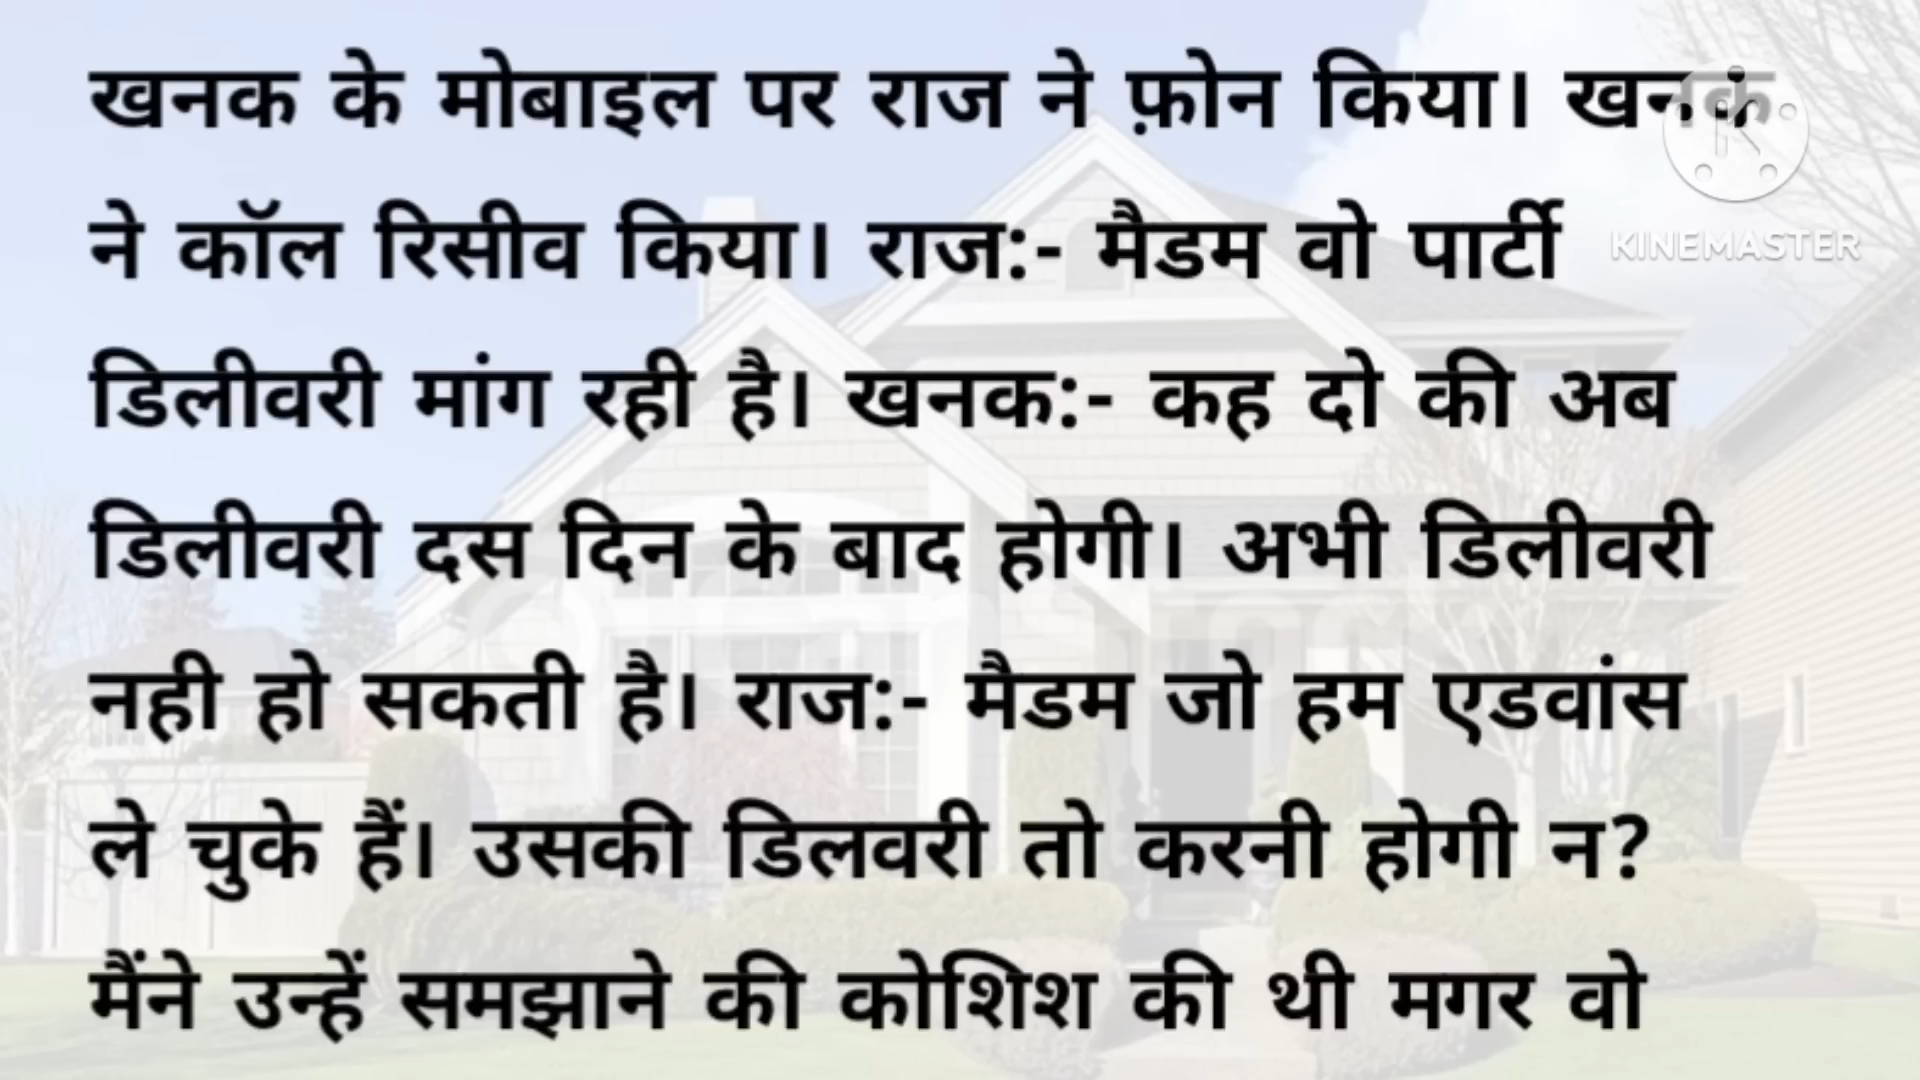 खनक के मोबाइल पर राज ने फ़ोन किया। खनक
ने कॉल रिसीव किया। राज:- मैडम वो पार्टी
KINEMASTER
डिलीवरी मांग रही है। खनक:- कह दो की अब
डिलीवरी दस दिन के बाद होगी। अभी डिलीवरी
नही हो सकती है। राज:- मैडम जो हम एडवांस
ले चुके हैं। उसकी डिलवरी तो करनी होगी न?
मैंने उन्हें समझाने की कोशिश की थी मगर वो